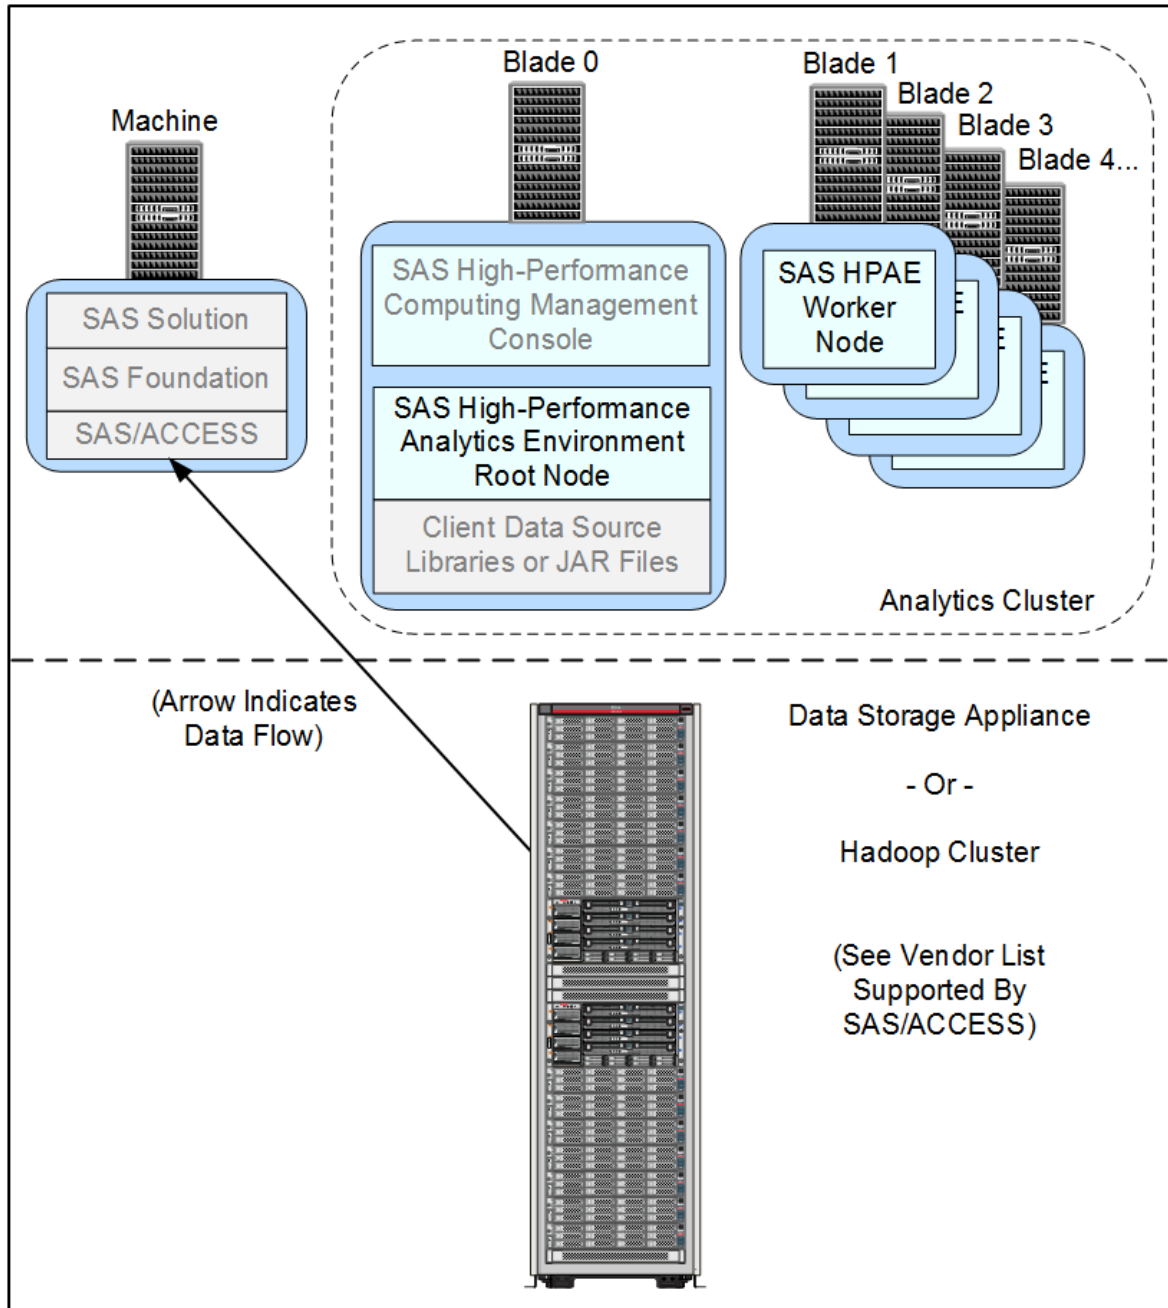 Machine
SAS Solution
SAS Foundation
SAS/ACCESS
Blade 0
SAS High-Performance
Computing Management
Console
SAS High-Performance
Analytics Environment
Root Node
Client Data Source
Libraries or JAR Files
Blade 1
Blade 2
Blade 3
Blade 4...
SAS HPAE
Worker
Node
E
E
E
Analytics Cluster
(Arrow Indicates
Data Flow)
Data Storage Appliance
- Or -
Hadoop Cluster
(See Vendor List
Supported By
SAS/ACCESS)